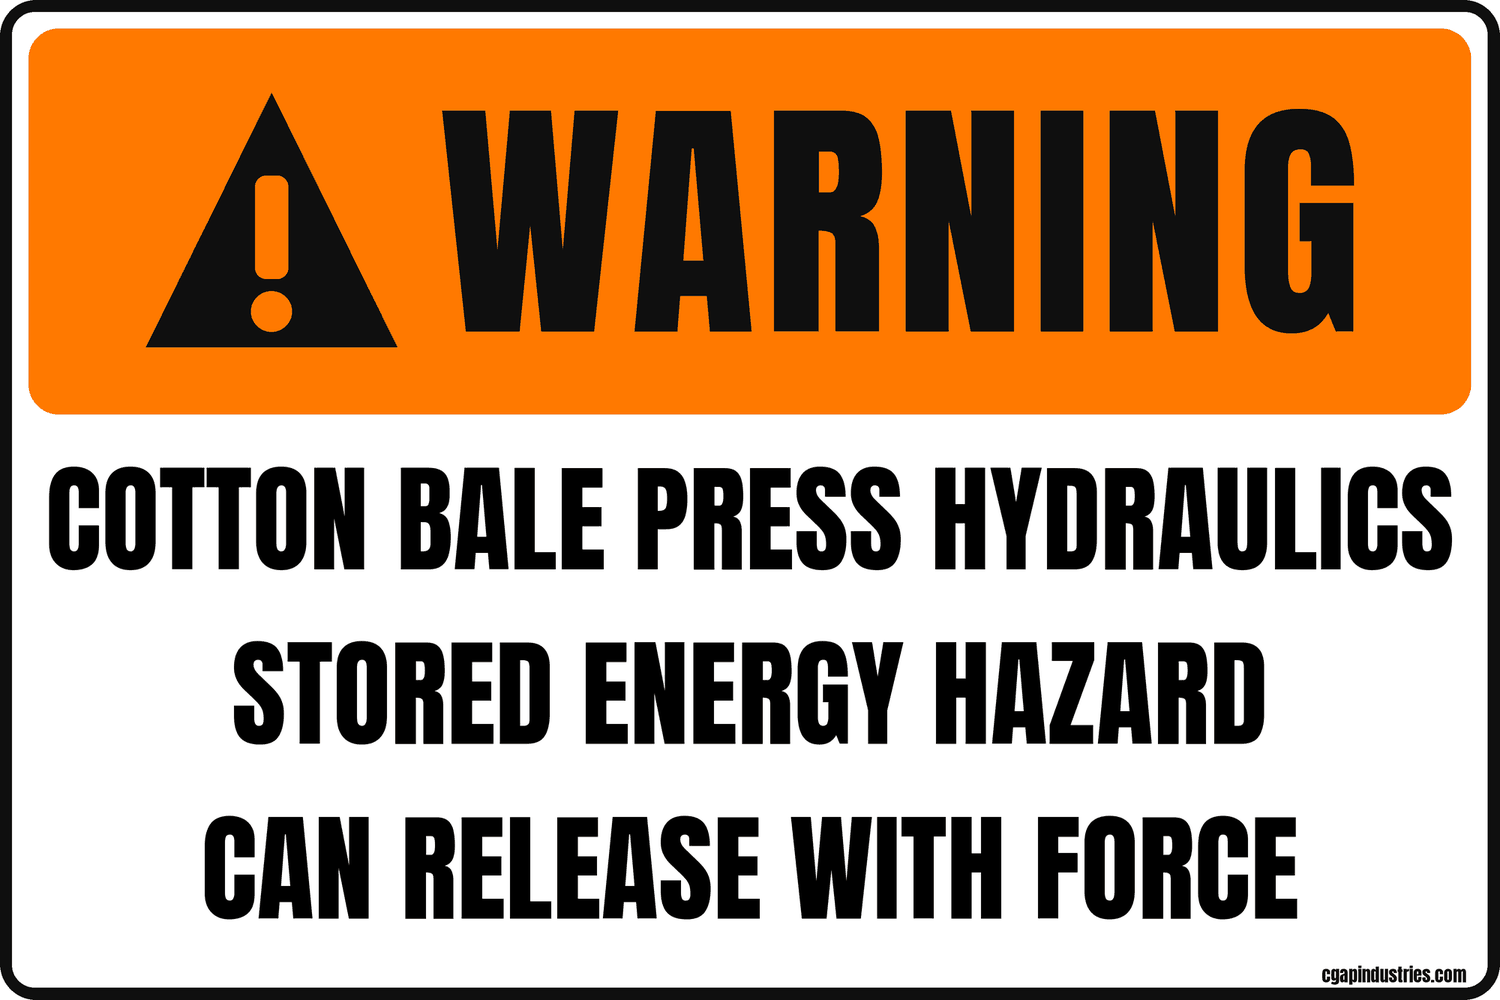 WARNING
COTTON BALE PRESS HYDRAULICS
STORED ENERGY HAZARD
CAN RELEASE WITH FORCE
cgapindustries.com